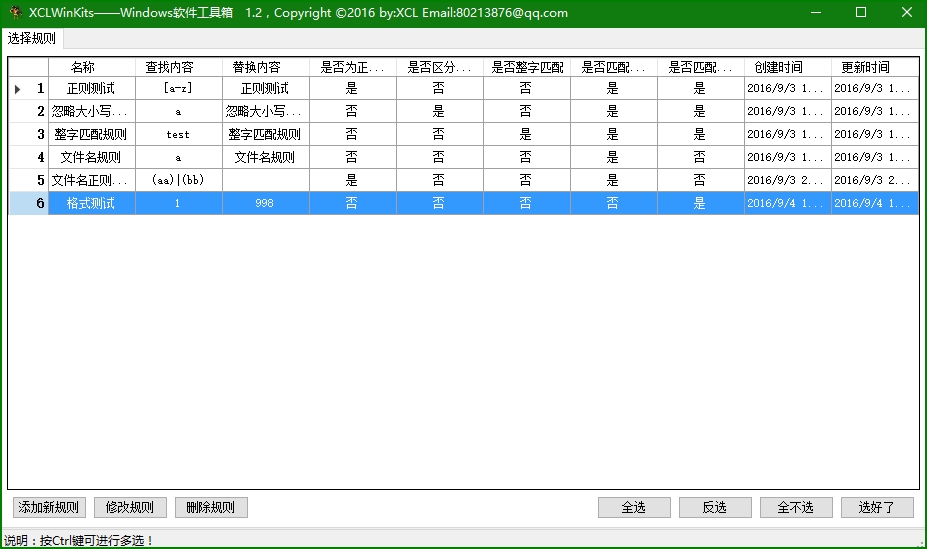 XCLWinKits——Windows软件工具箱 1.2，Copyright ©2016 by:XCL Email:80213876@qq.com
选择规则
名称 查找内容 替换内容 是否为正... 是否区分... 是否整字匹配 是否匹配... 是否匹配... 创建时间 更新时间
1 正则测试 [a-z] 正则测试 是 否 否 是 是 2016/9/3 1... 2016/9/3 1...
2 忽略大小写... a 忽略大小写... 否 是 否 是 是 2016/9/3 1... 2016/9/3 1...
3 整字匹配规则 test 整字匹配规则 否 否 是 是 是 2016/9/3 1... 2016/9/3 1...
4 文件名规则 a 文件名规则 否 否 否 是 否 2016/9/3 1... 2016/9/3 1...
5 文件名正则... (aa)|(bb) 是 否 否 是 否 2016/9/3 2... 2016/9/3 2...
6 格式测试 1 998 否 否 否 否 是 2016/9/4 1... 2016/9/4 1...
添加新规则 修改规则 删除规则 全选 反选 全不选 选好了
说明：按Ctrl键可进行多选！